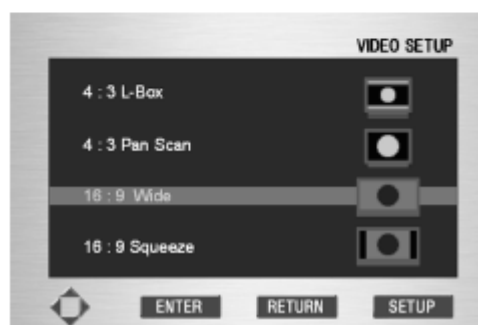 VIDEO SETUP
4 : 3 L-Box
4 : 3 Pan Scan
16 : 9 Wide
16 : 9 Squeeze
ENTER RETURN SETUP